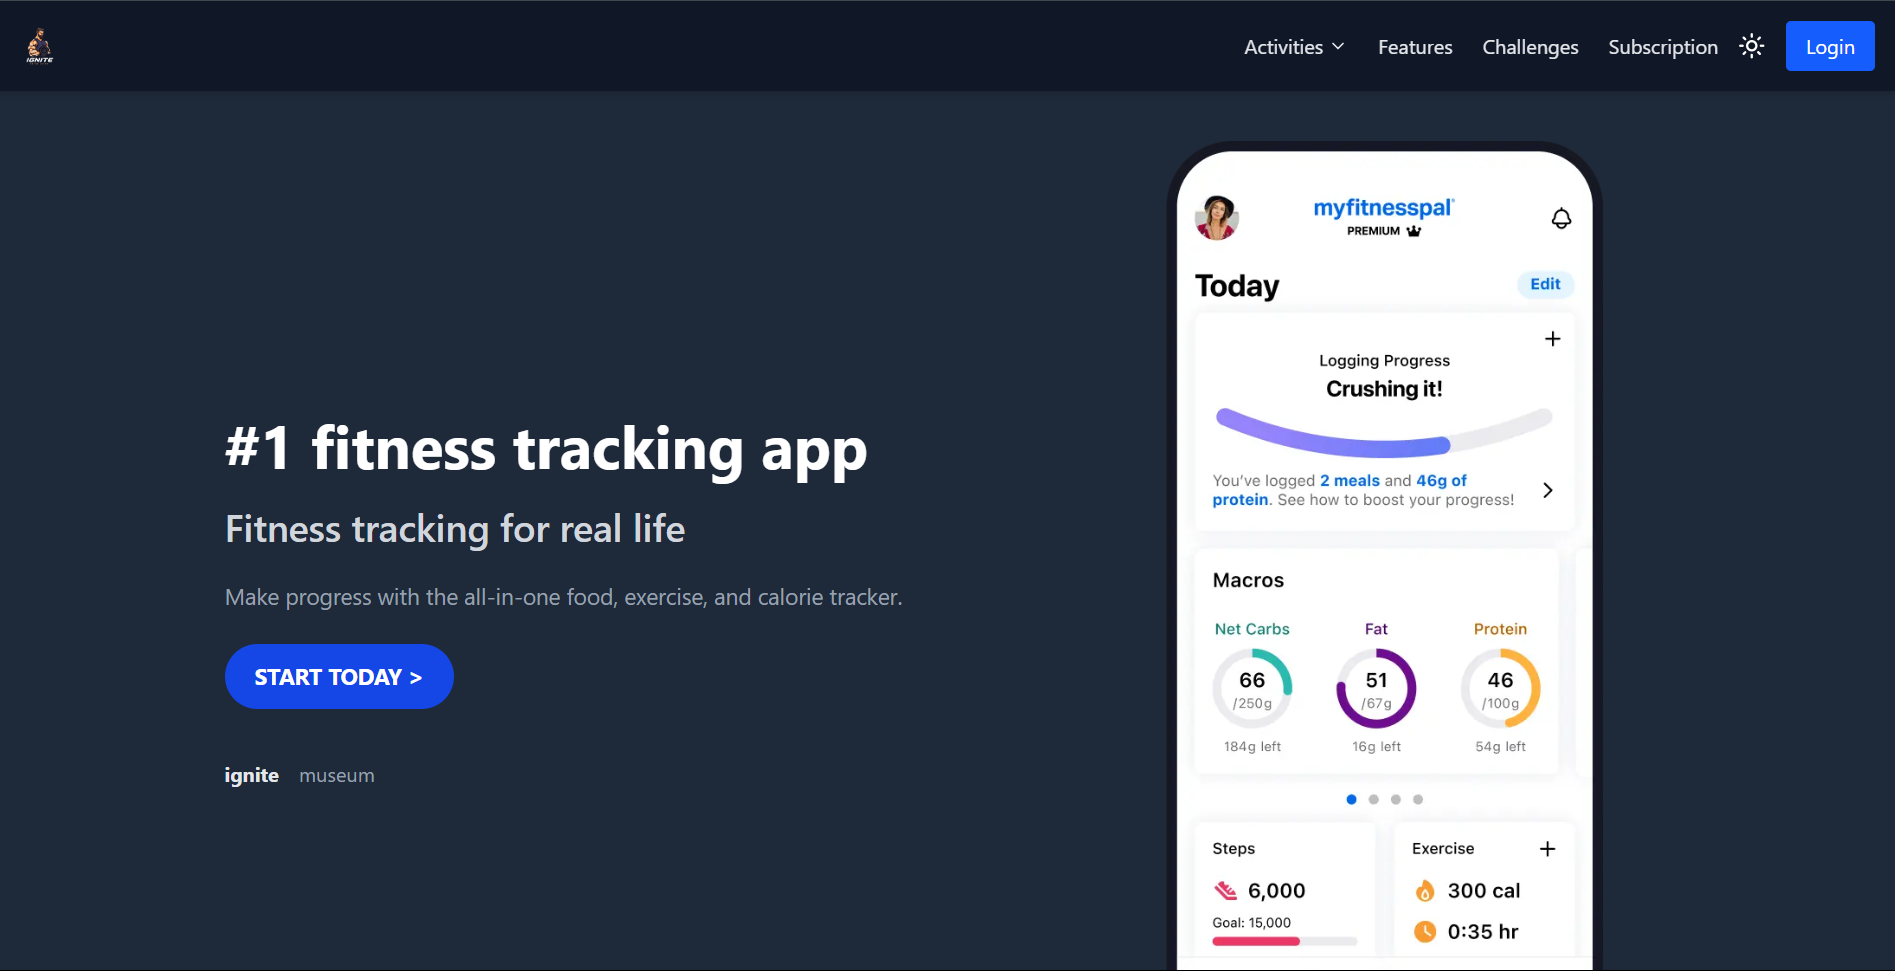 IGNITE
Activities
Features
Challenges
Subscription
Login
#1 fitness tracking app
Fitness tracking for real life
Make progress with the all-in-one food, exercise, and calorie tracker.
START TODAY >
ignite
museum
myfitnesspal
PREMIUM
Today
Edit
Logging Progress
Crushing it!
You've logged 2 meals and 46g of
protein. See how to boost your progress!
Macros
Net Carbs
66
/250g
184g left
Fat
51
/67g
16g left
Protein
46
/100g
54g left
Steps
6,000
Goal: 15,000
Exercise
300 cal
0:35 hr